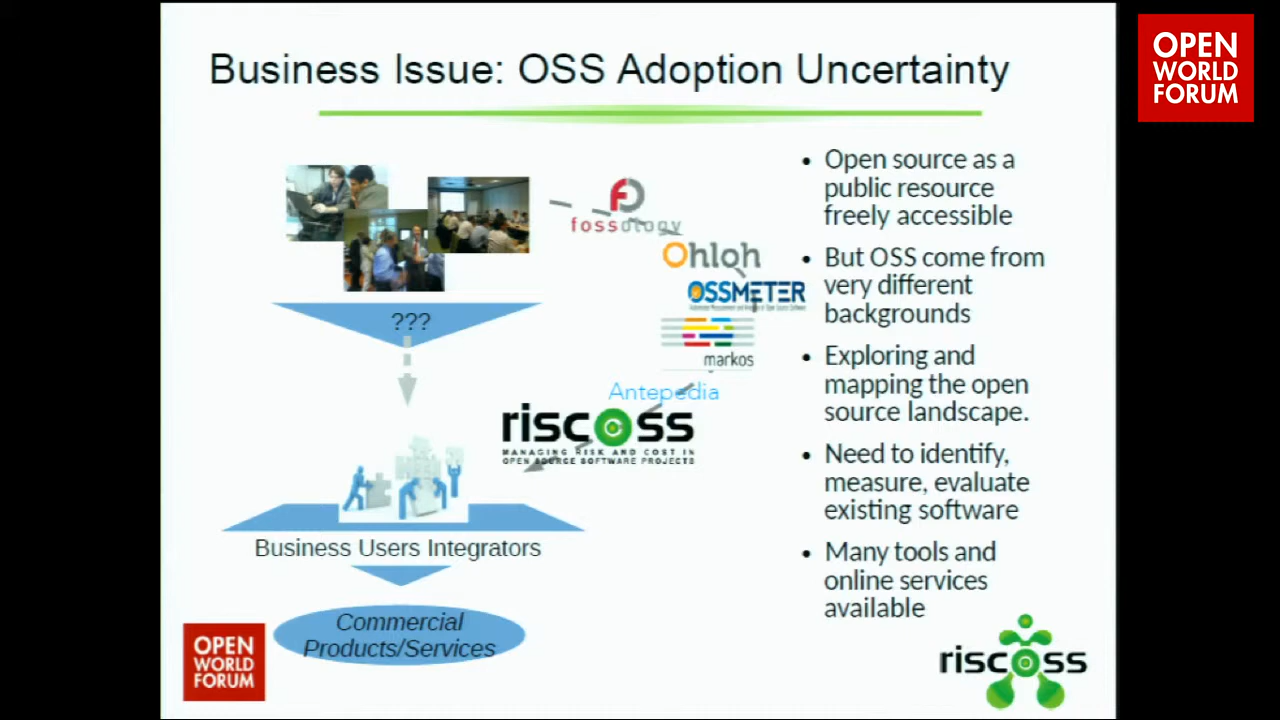 Business Issue: OSS Adoption Uncertainty
OPEN
WORLD
FORUM
fossology
Ohloh
OSSMETER
markos
Antepedia
riscoss
MANAGING RISK AND COST IN
OPEN SOURCE SOFTWARE PROJECTS
???
Business Users Integrators
Commercial
Products/Services
• Open source as a
public resource
freely accessible
• But OSS come from
very different
backgrounds
• Exploring and
mapping the open
source landscape.
• Need to identify,
measure, evaluate
existing software
• Many tools and
online services
available
OPEN
WORLD
FORUM
riscoss